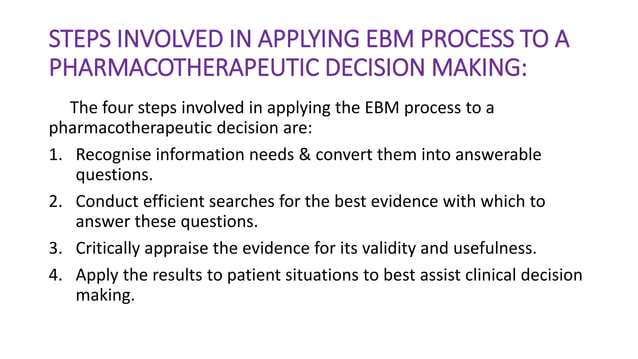 STEPS INVOLVED IN APPLYING EBM PROCESS TO A
PHARMACOTHERAPEUTIC DECISION MAKING:
The four steps involved in applying the EBM process to a
pharmacotherapeutic decision are:
1. Recognise information needs & convert them into answerable
questions.
2. Conduct efficient searches for the best evidence with which to
answer these questions.
3. Critically appraise the evidence for its validity and usefulness.
4. Apply the results to patient situations to best assist clinical decision
making.